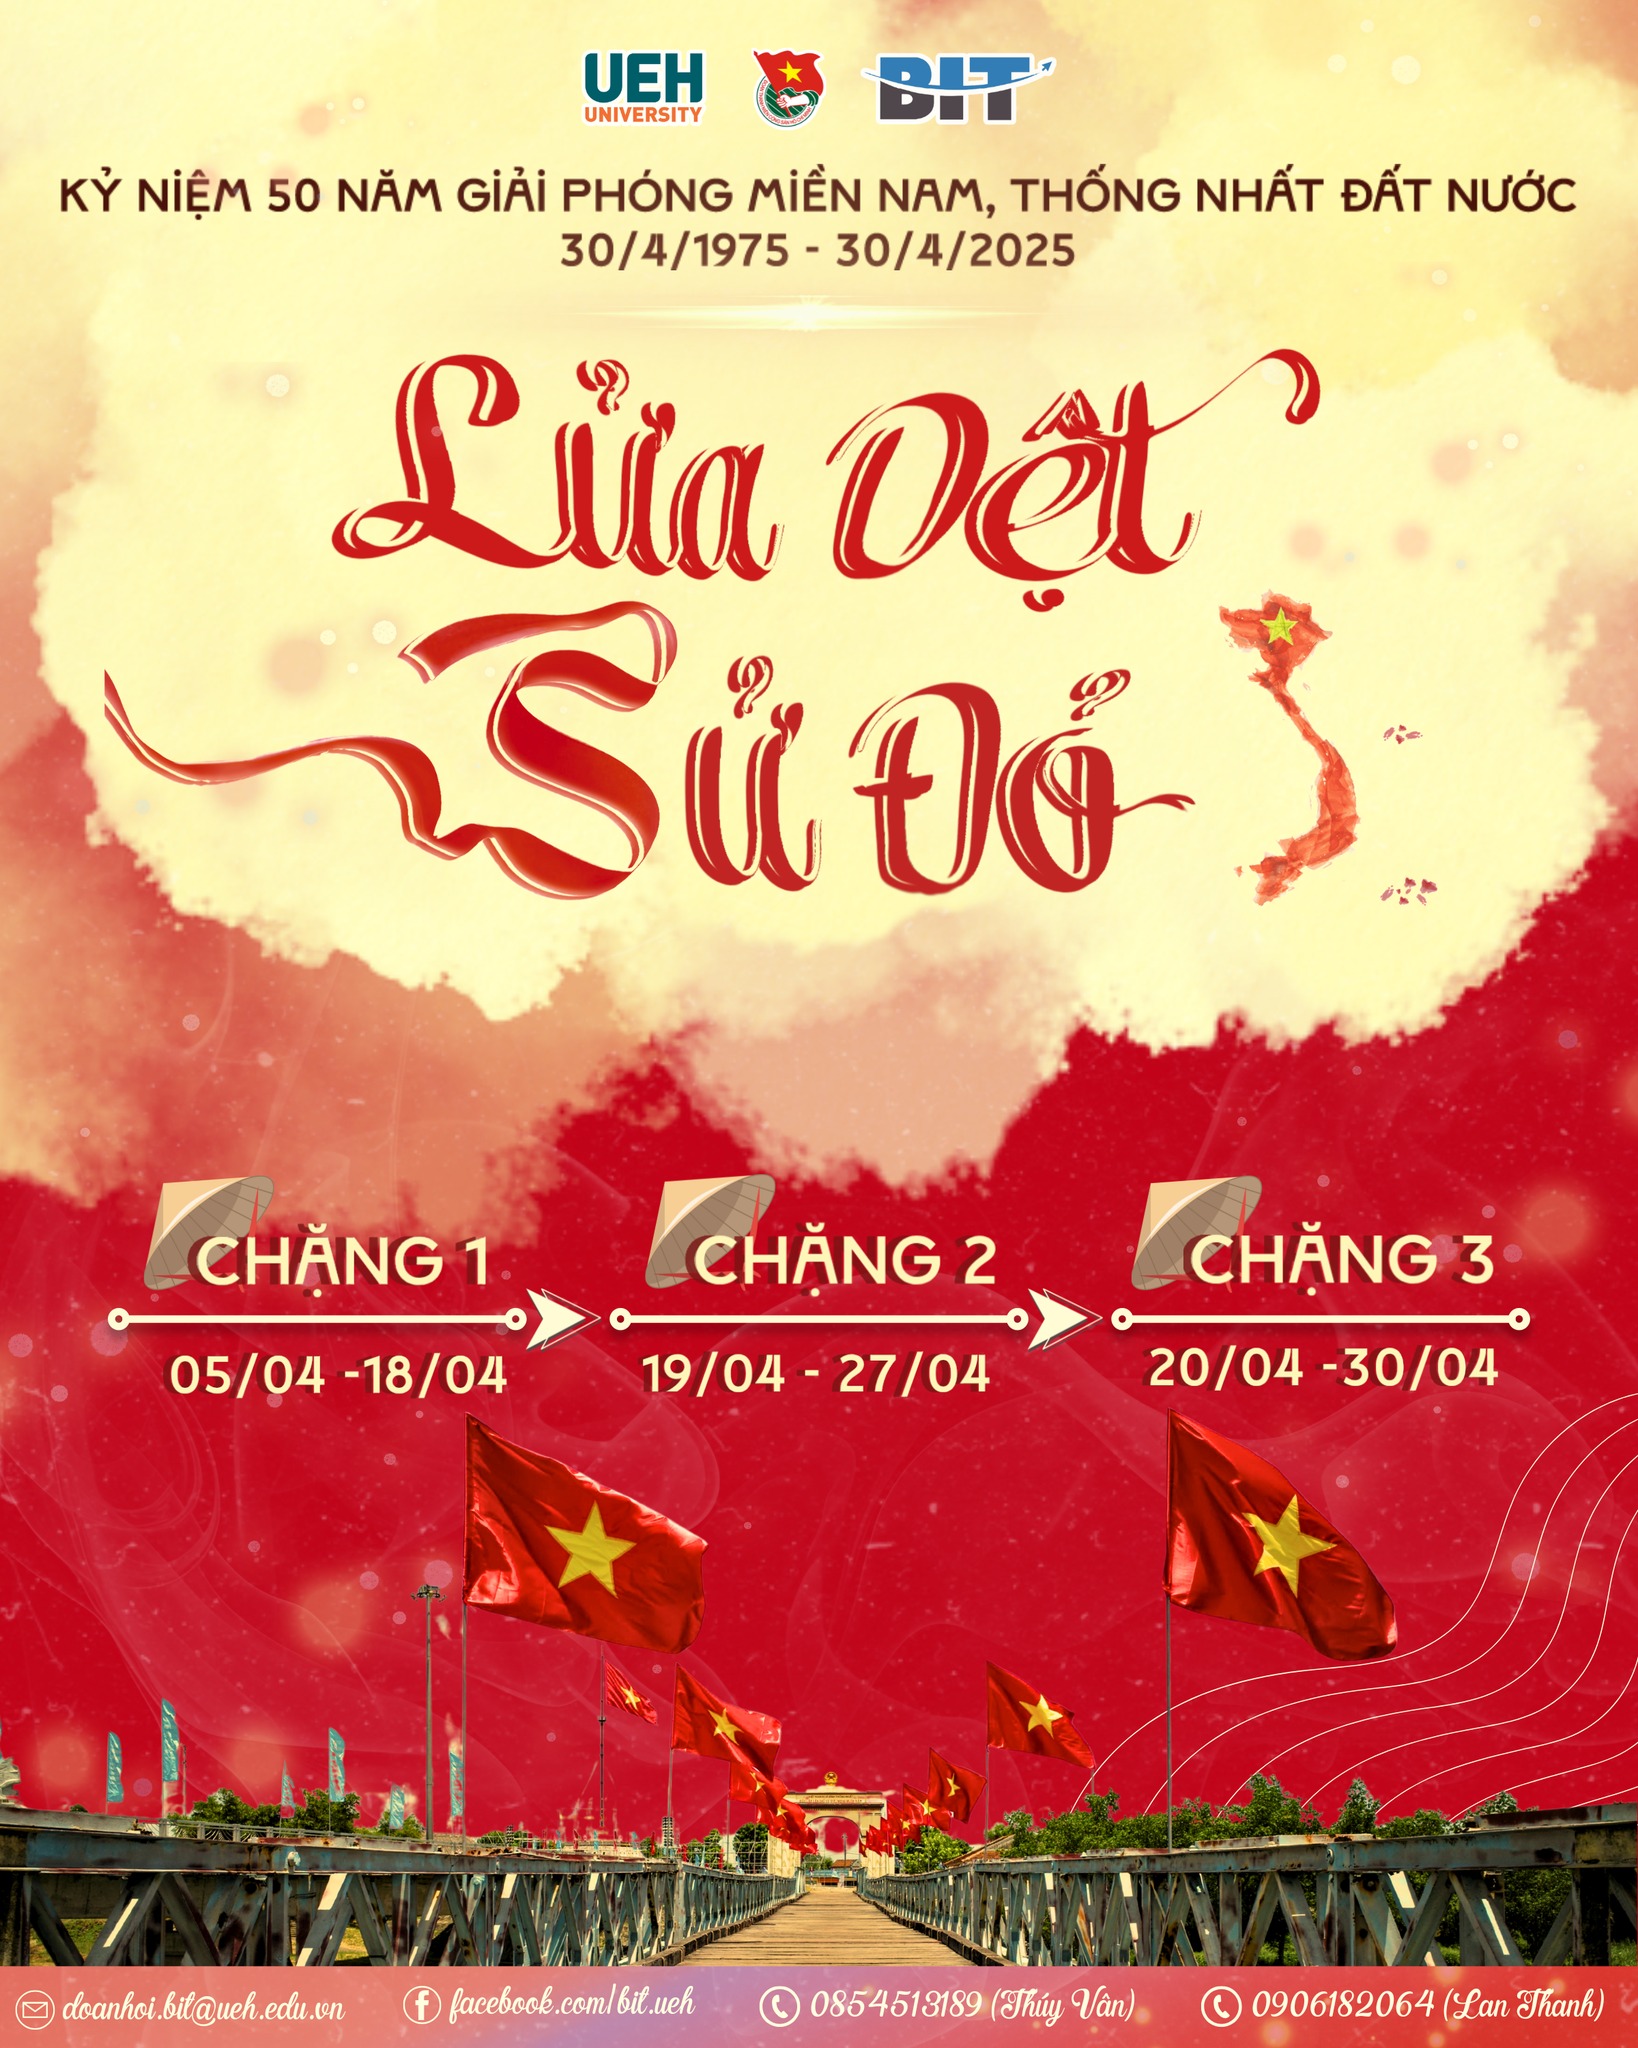 UEH
UNIVERSITY
BIT
KỶ NIỆM 50 NĂM GIẢI PHÓNG MIỀN NAM, THỐNG NHẤT ĐẤT NƯỚC
30/4/1975 - 30/4/2025
Lửa Dệt
Sử Đỏ
CHẶNG 1
CHẶNG 2
CHẶNG 3
05/04 -18/04
19/04 - 27/04
20/04 -30/04
doanhoi.bit@ueh.edu.vn
facebook.com/bit.ueh
0854513189 (Thúy Vân)
0906182064 (Lan Thanh)